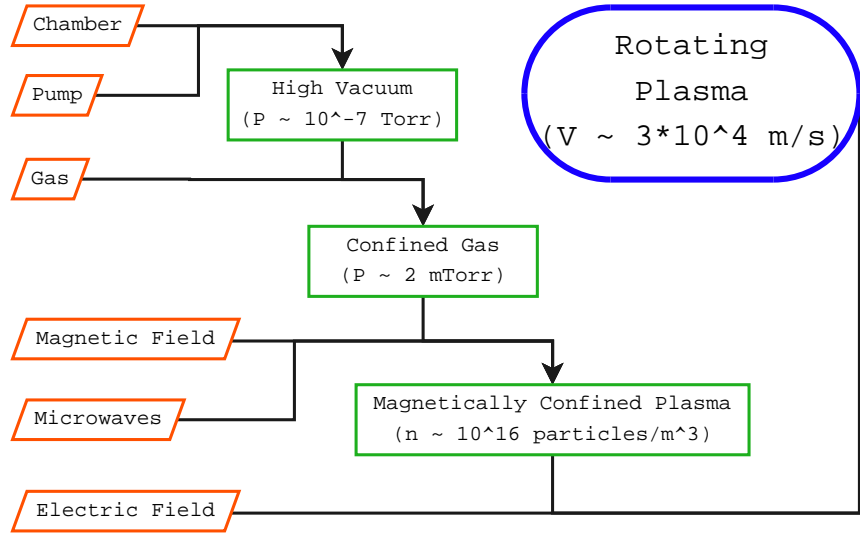 Chamber
Pump
High Vacuum
(P ~ 10^-7 Torr)
Rotating
Plasma
(V ~ 3*10^4 m/s)
Gas
Confined Gas
(P ~ 2 mTorr)
Magnetic Field
Microwaves
Magnetically Confined Plasma
(n ~ 10^16 particles/m^3)
Electric Field